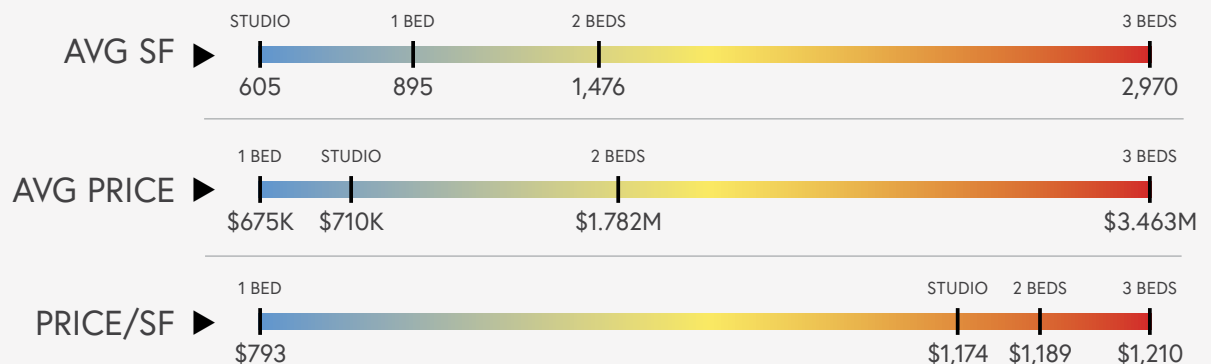 STUDIO 1 BED 2 BEDS 3 BEDS
AVG SF
605 895 1,476 2,970
1 BED STUDIO 2 BEDS 3 BEDS
AVG PRICE
$675K $710K $1.782M $3.463M
1 BED STUDIO 2 BEDS 3 BEDS
PRICE/SF
$793 $1,174 $1,189 $1,210